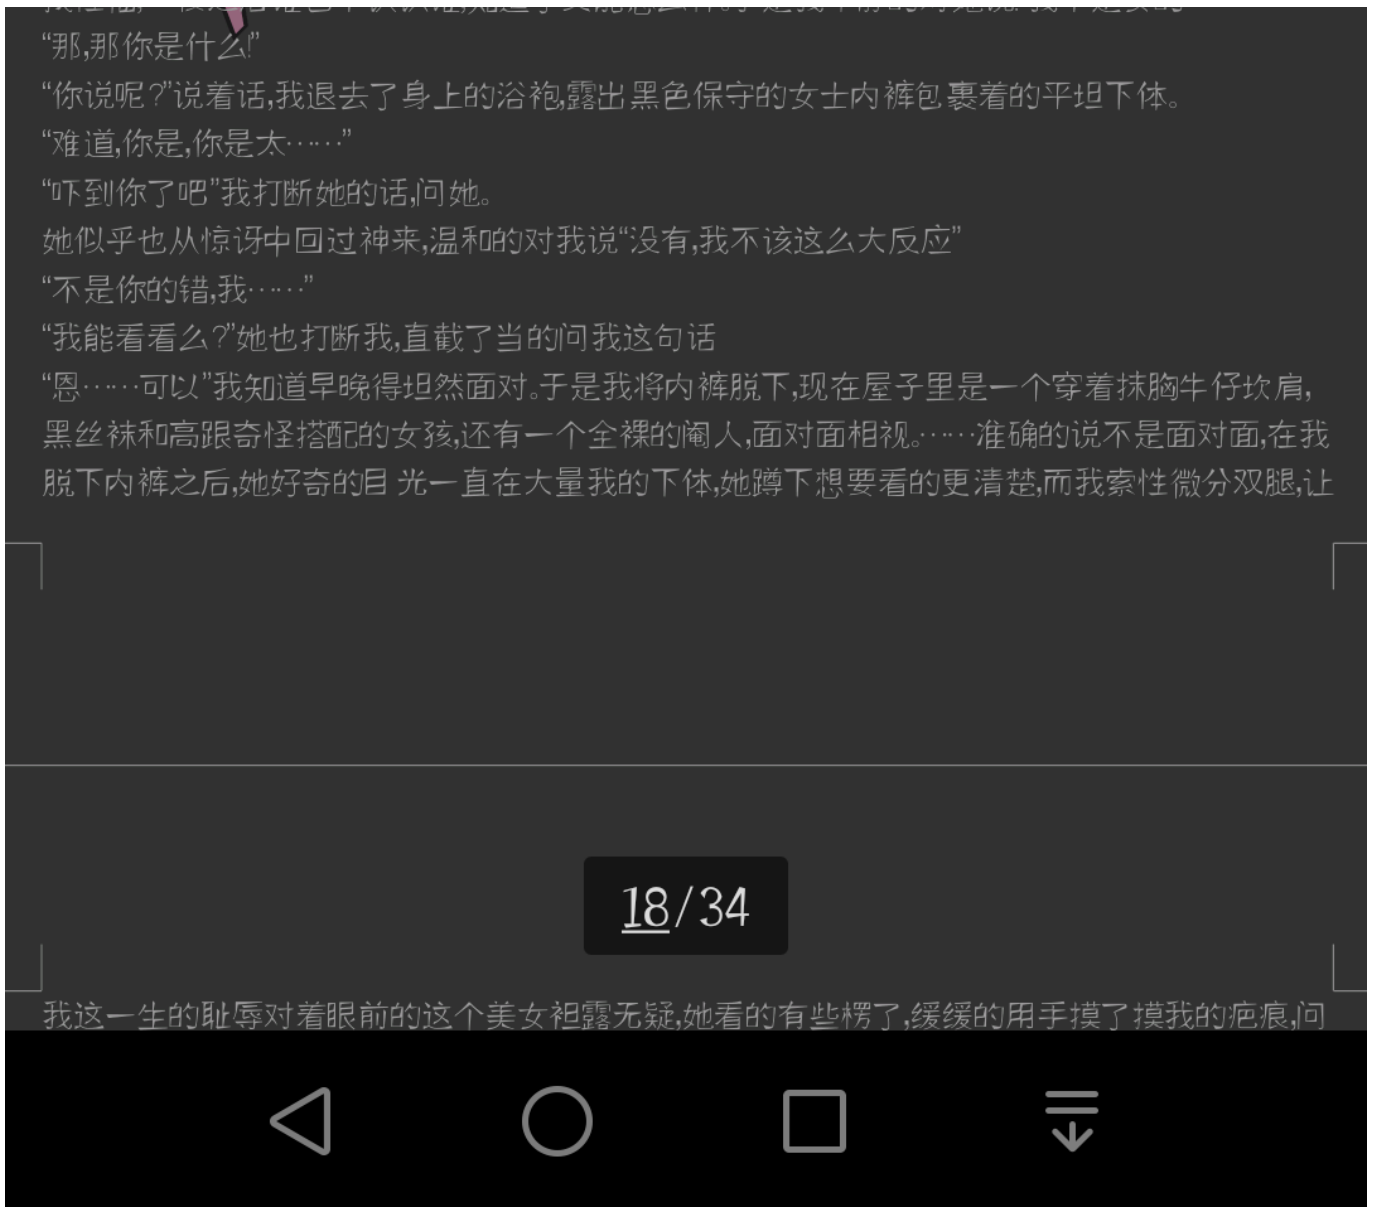 “那,那你是什么!”
“你说呢?”说着话,我退去了身上的浴袍,露出黑色保守的女士内裤包裹着的平坦下体。
“难道,你是,你是太……”
“吓到你了吧”我打断她的话,问她。
她似乎也从惊讶中回过神来,温和的对我说“没有,我不该这么大反应”
“不是你的错,我……”
“我能看看么?”她也打断我,直截了当的问我这句话
“恩……可以”我知道早晚得坦然面对。于是我将内裤脱下,现在屋子里是一个穿着抹胸牛仔坎肩,
黑丝袜和高跟奇怪搭配的女孩,还有一个全裸的阉人,面对面相视。……准确的说不是面对面,在我
脱下内裤之后,她好奇的目光一直在大量我的下体,她蹲下想要看的更清楚,而我索性微分双腿,让
18/34
我这一生的耻辱对着眼前的这个美女袒露无疑,她看的有些楞了,缓缓的用手摸了摸我的疤痕,问